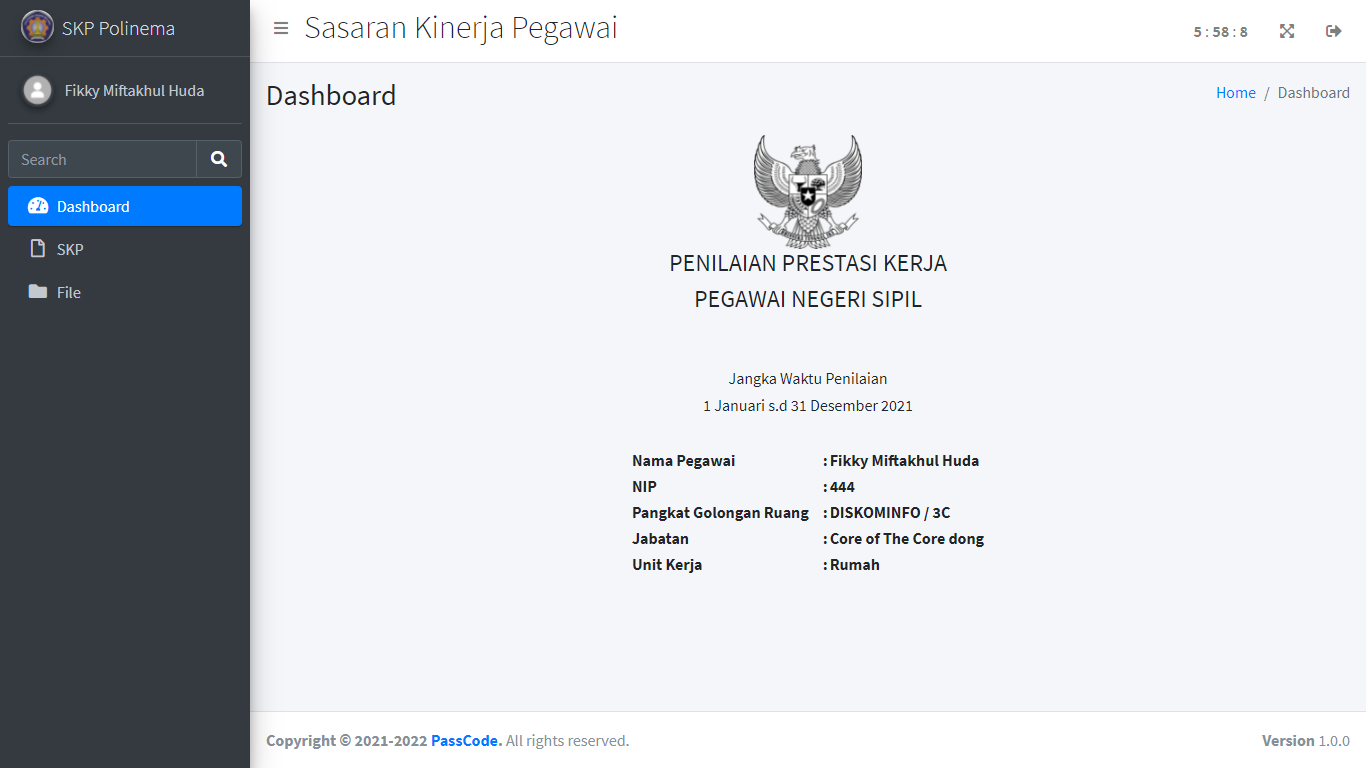 SKP Polinema
Fikky Miftakhul Huda
Search
Dashboard
SKP
File
Sasaran Kinerja Pegawai
5 : 58 : 8
Dashboard
Home / Dashboard
PENILAIAN PRESTASI KERJA
PEGAWAI NEGERI SIPIL
Jangka Waktu Penilaian
1 Januari s.d 31 Desember 2021
Nama Pegawai : Fikky Miftakhul Huda
NIP : 444
Pangkat Golongan Ruang : DISKOMINFO / 3C
Jabatan : Core of The Core dong
Unit Kerja : Rumah
Copyright © 2021-2022 PassCode. All rights reserved.
Version 1.0.0